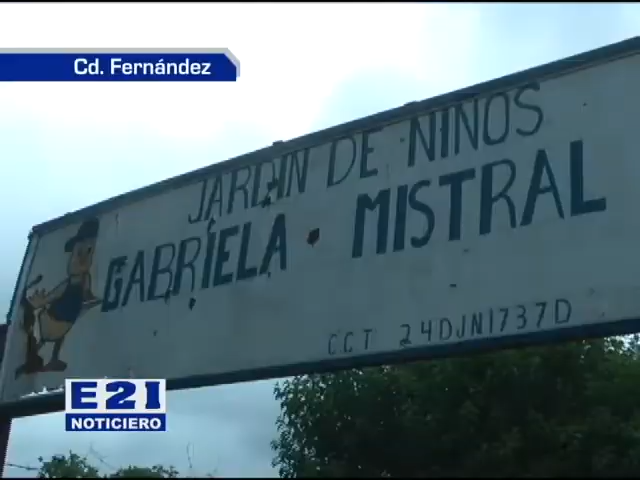 Cd. Fernández
JARDIN DE NIÑOS
GABRIELA MISTRAL
CCT 24DJN1737D
E21
NOTICIERO